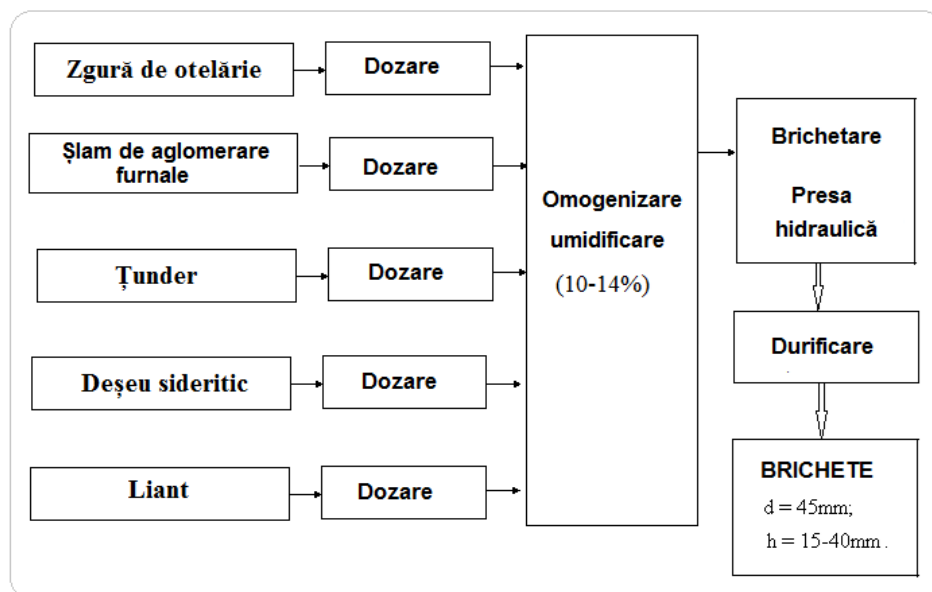 Zgură de otelărie
Dozare
Șlam de aglomerare
furnale
Dozare
Țunder
Dozare
Deșeu sideritic
Dozare
Liant
Dozare
Omogenizare
umidificare
(10-14%)
Brichetare
Presa
hidraulică
Durificare
BRICHETE
d = 45mm;
h = 15-40mm.